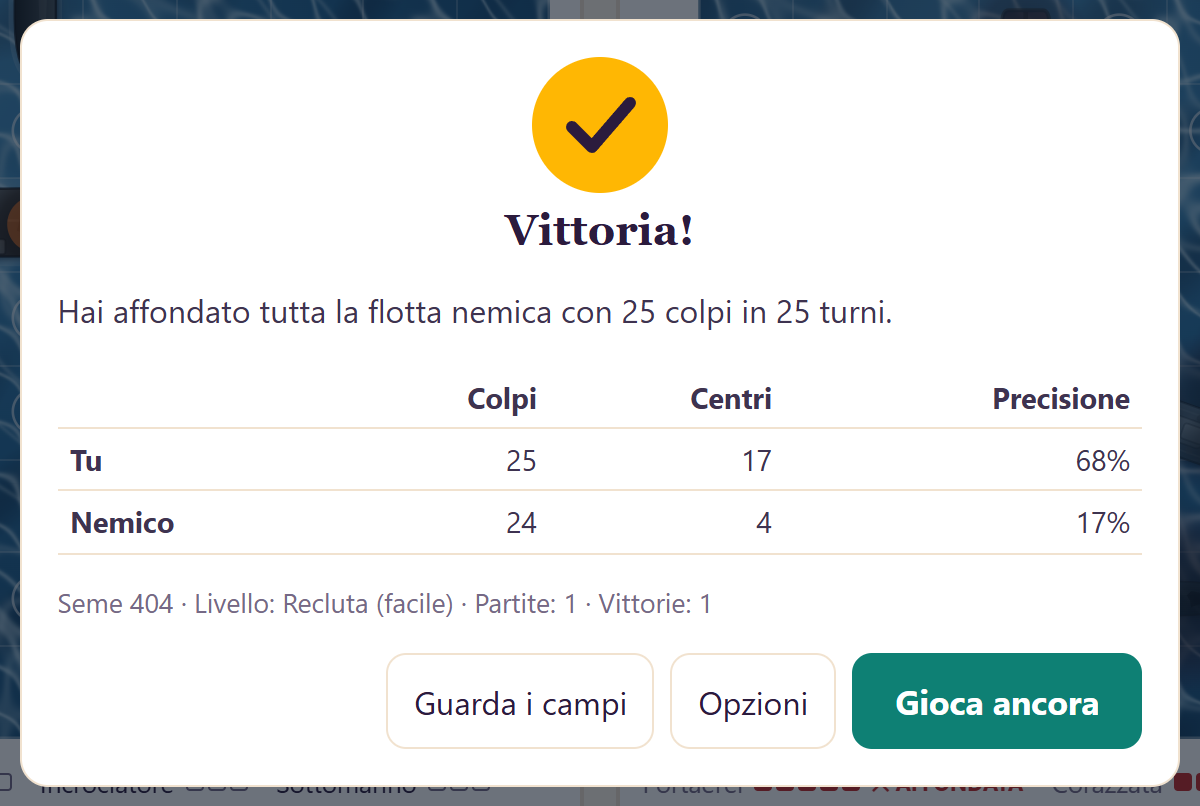 Vittoria!
Hai affondato tutta la flotta nemica con 25 colpi in 25 turni.
Colpi Centri Precisione
Tu 25 17 68%
Nemico 24 4 17%
Seme 404 · Livello: Recluta (facile) · Partite: 1 · Vittorie: 1
Guarda i campi Opzioni Gioca ancora
Incrociatore Sottomarino Portaerei AFFONDATA Corazzata